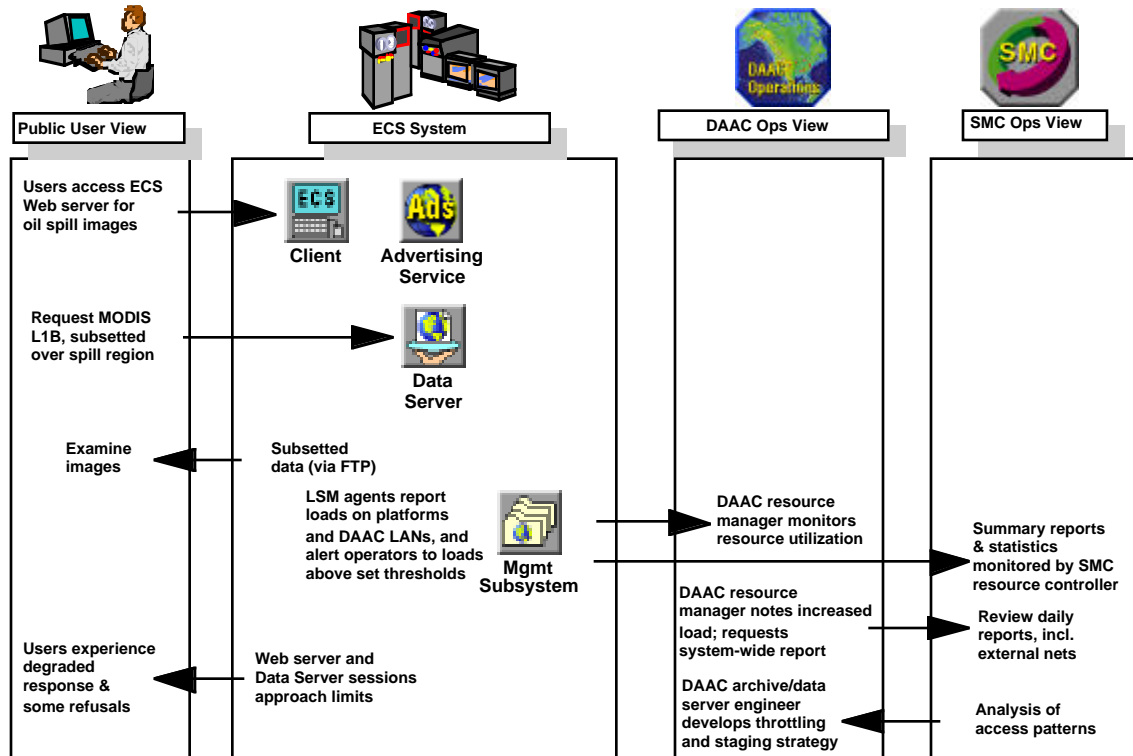 DAAC
Operations
SMC
Public User View
ECS System
DAAC Ops View
SMC Ops View
Users access ECS
Web server for
oil spill images
ECS
Client
Ads
Advertising
Service
Request MODIS
L1B, subsetted
over spill region
Data
Server
Examine
images
Subsetted
data (via FTP)
LSM agents report
loads on platforms
and DAAC LANs, and
alert operators to loads
above set thresholds
Mgmt
Subsystem
DAAC resource
manager monitors
resource utilization
Summary reports
& statistics
monitored by SMC
resource controller
DAAC resource
manager notes increased
load; requests
system-wide report
Review daily
reports, incl.
external nets
Users experience
degraded
response &
some refusals
Web server and
Data Server sessions
approach limits
DAAC archive/data
server engineer
develops throttling
and staging strategy
Analysis of
access patterns